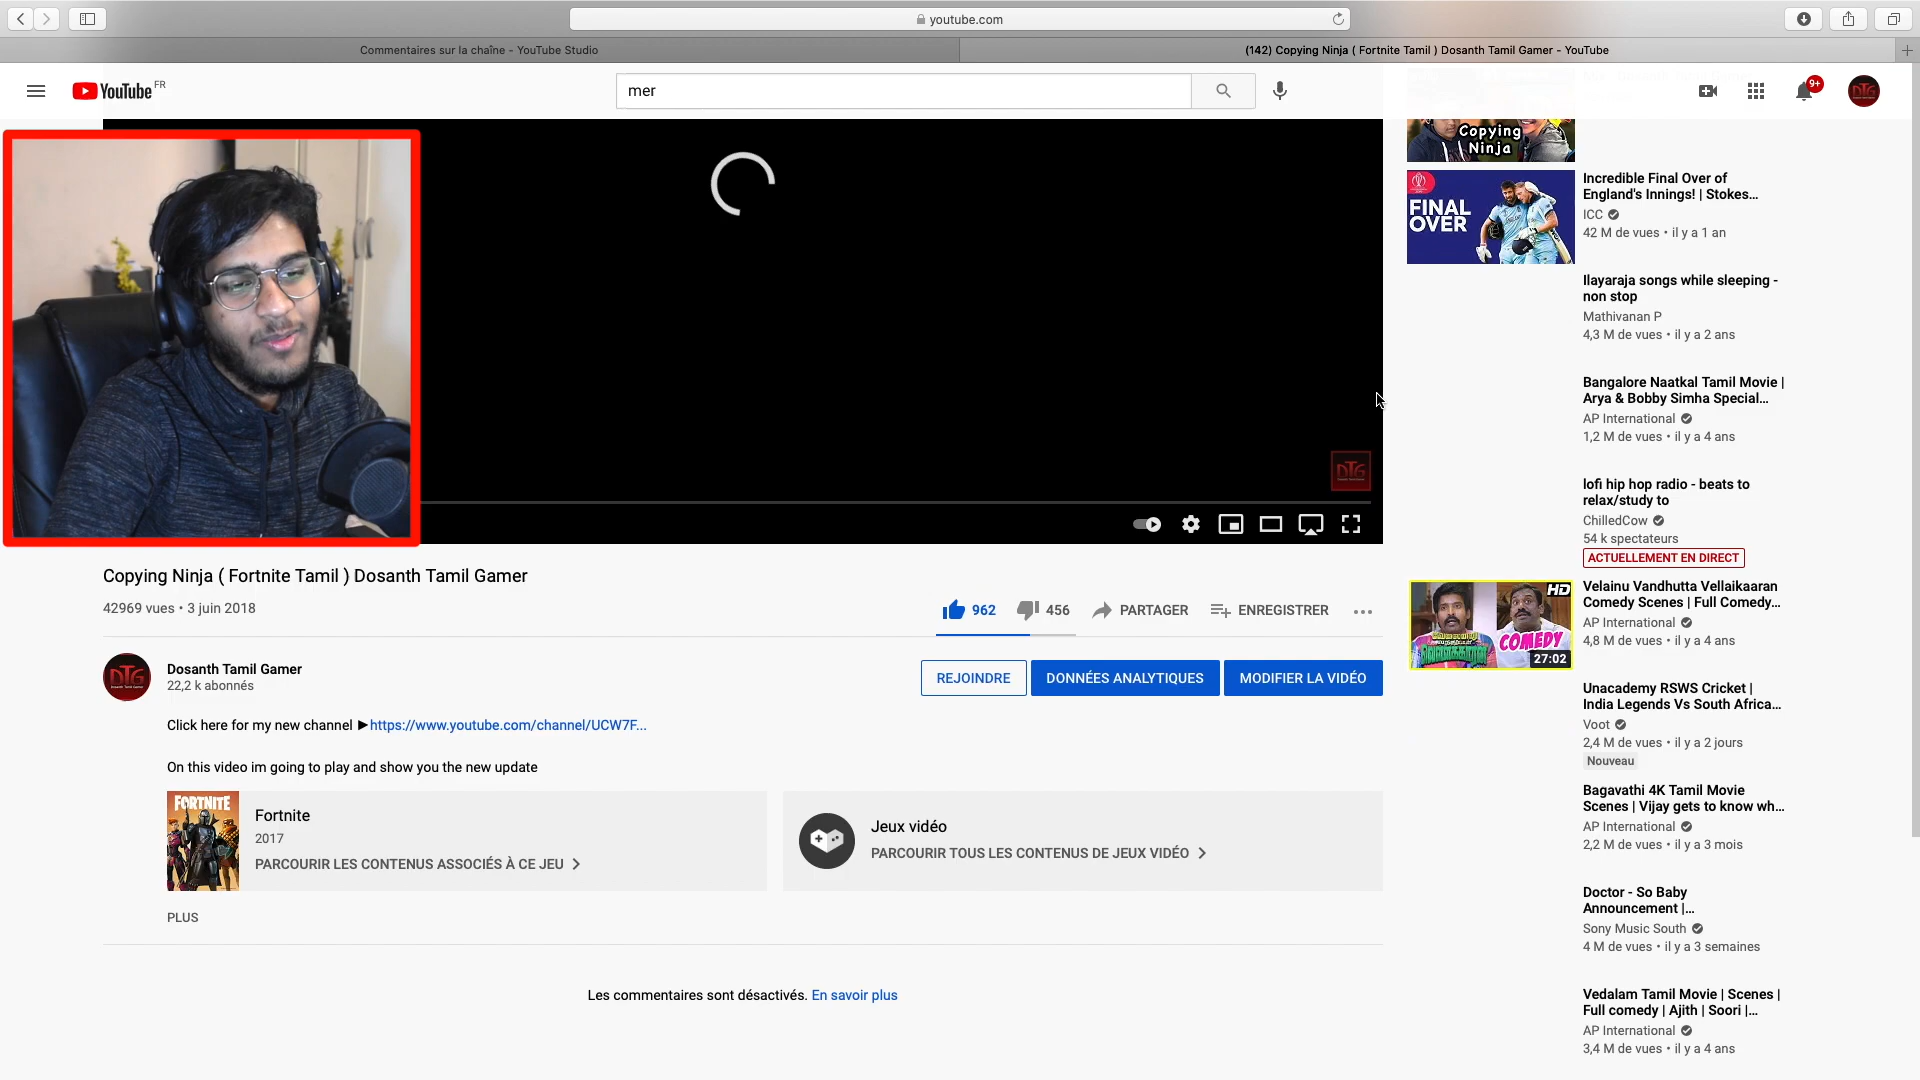 youtube.com
Commentaires sur la chaîne - YouTube Studio
(142) Copying Ninja ( Fortnite Tamil ) Dosanth Tamil Gamer - YouTube
YouTube FR
mer
9+
DTG
Copying
Ninja
FINAL
OVER
Incredible Final Over of
England's Innings! | Stokes...
ICC
42 M de vues • il y a 1 an
Ilayaraja songs while sleeping -
non stop
Mathivanan P
4,3 M de vues • il y a 2 ans
Bangalore Naatkal Tamil Movie |
Arya & Bobby Simha Special...
AP International
1,2 M de vues • il y a 4 ans
DTG
lofi hip hop radio - beats to
relax/study to
ChilledCow
54 k spectateurs
ACTUELLEMENT EN DIRECT
Copying Ninja ( Fortnite Tamil ) Dosanth Tamil Gamer
42969 vues • 3 juin 2018
962
456
PARTAGER
ENREGISTRER
HD
COMEDY
27:02
Velainu Vandhutta Vellaikaaran
Comedy Scenes | Full Comedy...
AP International
4,8 M de vues • il y a 4 ans
DTG
Dosanth Tamil Gamer
22,2 k abonnés
REJOINDRE
DONNÉES ANALYTIQUES
MODIFIER LA VIDÉO
Unacademy RSWS Cricket |
India Legends Vs South Africa...
Voot
2,4 M de vues • il y a 2 jours
Nouveau
Click here for my new channel ►https://www.youtube.com/channel/UCW7F...
On this video im going to play and show you the new update
FORTNITE
Fortnite
2017
PARCOURIR LES CONTENUS ASSOCIÉS À CE JEU
Jeux vidéo
PARCOURIR TOUS LES CONTENUS DE JEUX VIDÉO
Bagavathi 4K Tamil Movie
Scenes | Vijay gets to know wh...
AP International
2,2 M de vues • il y a 3 mois
PLUS
Doctor - So Baby
Announcement |...
Sony Music South
4 M de vues • il y a 3 semaines
Les commentaires sont désactivés. En savoir plus
Vedalam Tamil Movie | Scenes |
Full comedy | Ajith | Soori |...
AP International
3,4 M de vues • il y a 4 ans